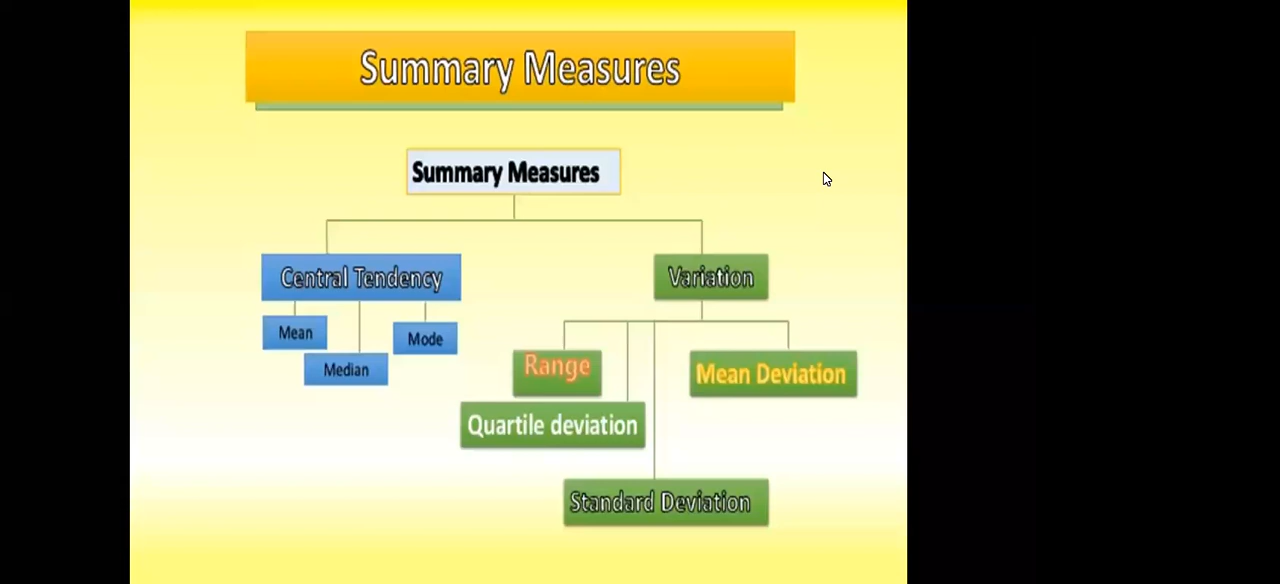 Summary Measures
Summary Measures
Central Tendency
Variation
Mean
Mode
Median
Range
Mean Deviation
Quartile deviation
Standard Deviation